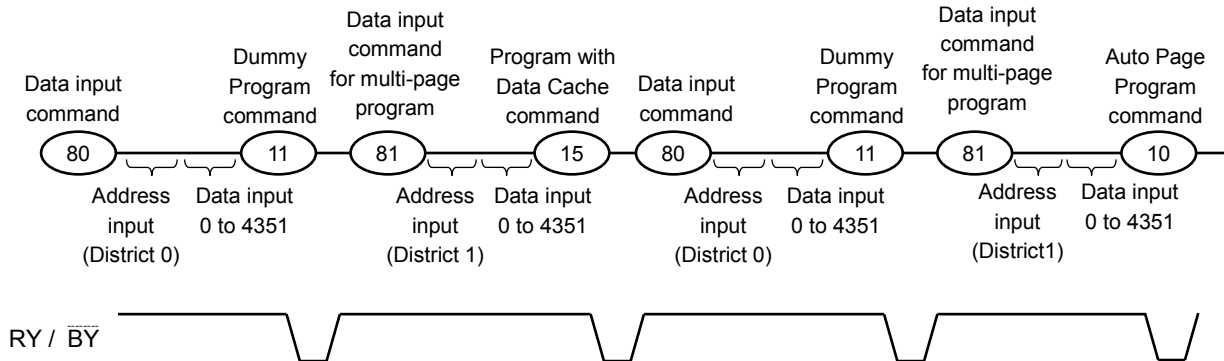 Data input
command
Dummy
Program
command
Data input
command
for multi-page
program
Program with
Data Cache
command
Data input
command
Dummy
Program
command
Data input
command
for multi-page
program
Auto Page
Program
command
80
11
81
15
80
11
81
10
Address
input
(District 0)
Data input
0 to 4351
Address
input
(District 1)
Data input
0 to 4351
Address
input
(District 0)
Data input
0 to 4351
Address
input
(District1)
Data input
0 to 4351
RY / B̅Y̅